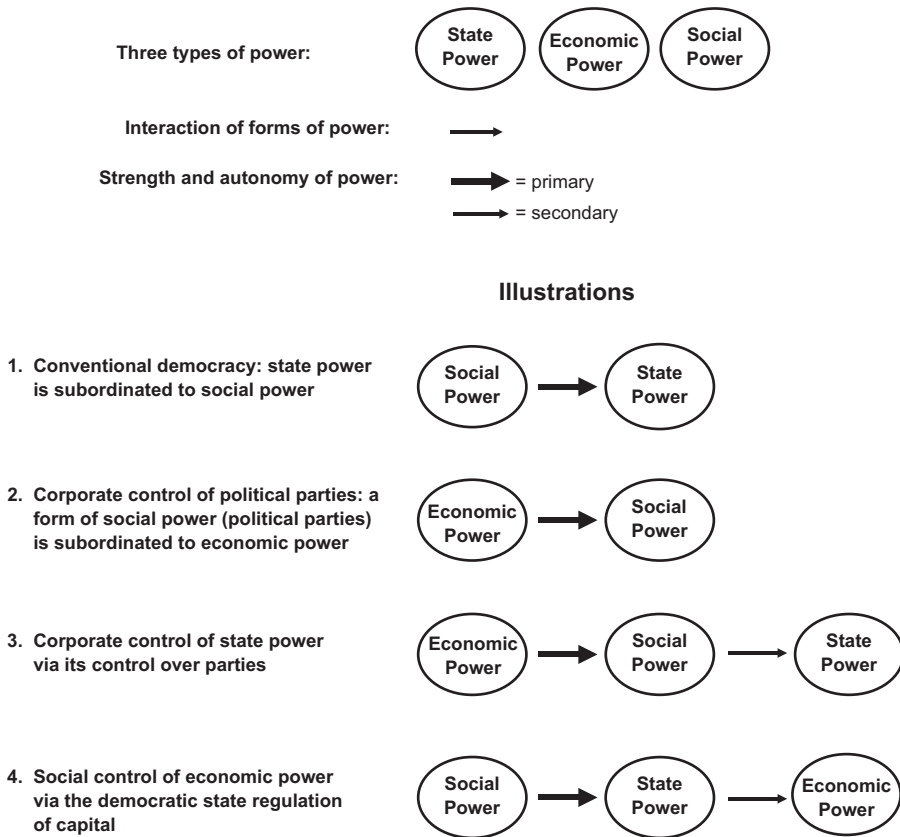 Three types of power:
State
Power
Economic
Power
Social
Power
Interaction of forms of power:
Strength and autonomy of power:
= primary
= secondary
Illustrations
1. Conventional democracy: state power
is subordinated to social power
Social
Power
State
Power
2. Corporate control of political parties: a
form of social power (political parties)
is subordinated to economic power
Economic
Power
Social
Power
3. Corporate control of state power
via its control over parties
Economic
Power
Social
Power
State
Power
4. Social control of economic power
via the democratic state regulation
of capital
Social
Power
State
Power
Economic
Power